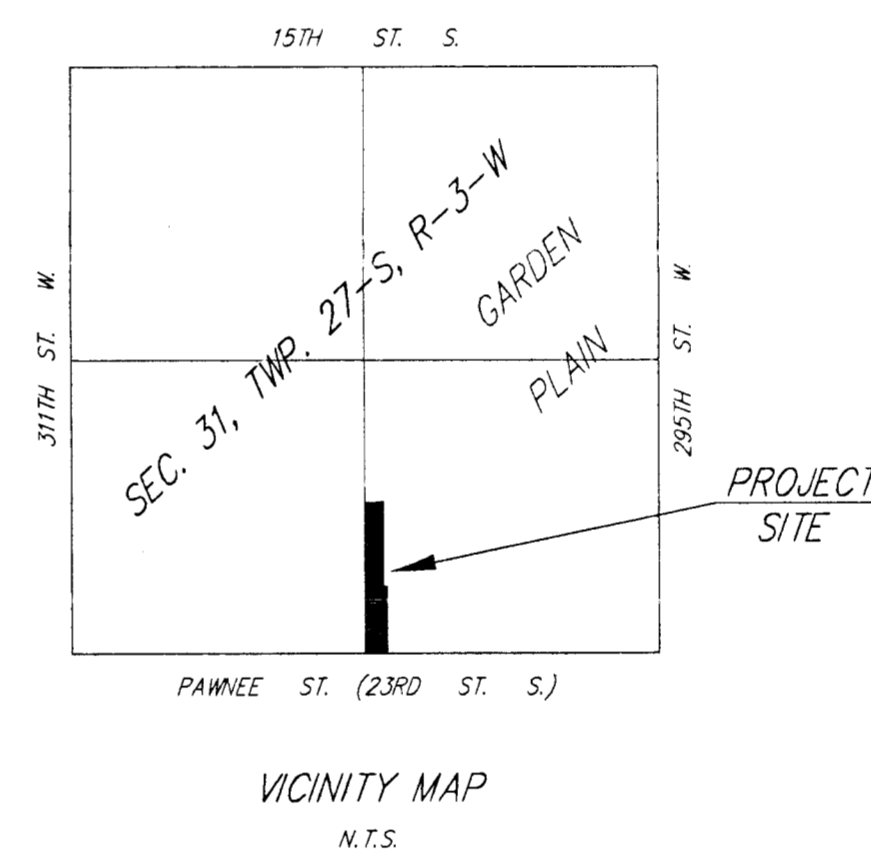 15TH ST. S.
311TH ST. W.
SEC. 31, TWP. 27-S, R-3-W
GARDEN
PLAIN
295TH ST. W.
PROJECT
SITE
PAWNEE ST. (23RD ST. S.)
VICINITY MAP
N.T.S.